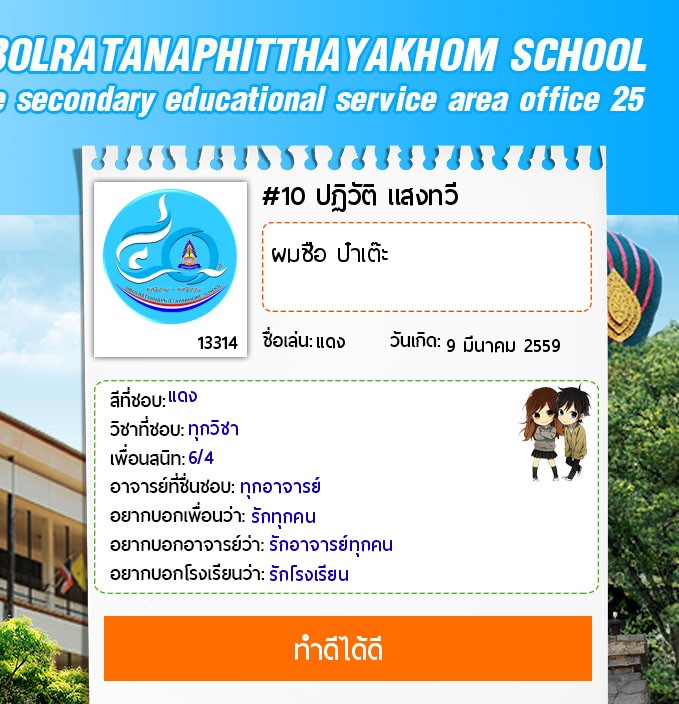 BOLRATANAPHITTHAYAKHOM SCHOOL
e secondary educational service area office 25
#10 ปฏิวัติ แสงทวี
ผมชื่อ ป๋าเต๊ะ
13314
ชื่อเล่น: แดง วันเกิด: 9 มีนาคม 2559
สีที่ชอบ: แดง
วิชาที่ชอบ: ทุกวิชา
เพื่อนสนิท: 6/4
อาจารย์ที่ชื่นชอบ: ทุกอาจารย์
อยากบอกเพื่อนว่า: รักทุกคน
อยากบอกอาจารย์ว่า: รักอาจารย์ทุกคน
อยากบอกโรงเรียนว่า: รักโรงเรียน
ทำดีได้ดี